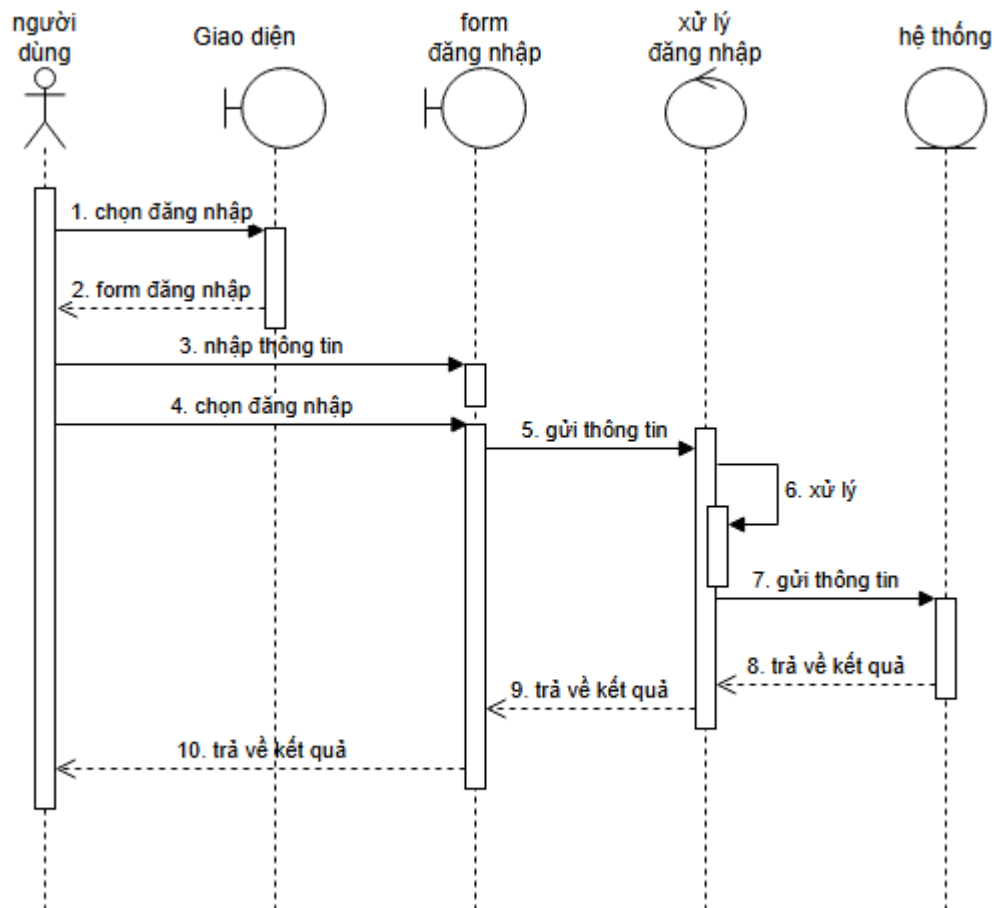 người
dùng
Giao diện
form
đăng nhập
xử lý
đăng nhập
hệ thống
1. chọn đăng nhập
2. form đăng nhập
3. nhập thông tin
4. chọn đăng nhập
5. gửi thông tin
6. xử lý
7. gửi thông tin
8. trả về kết quả
9. trả về kết quả
10. trả về kết quả